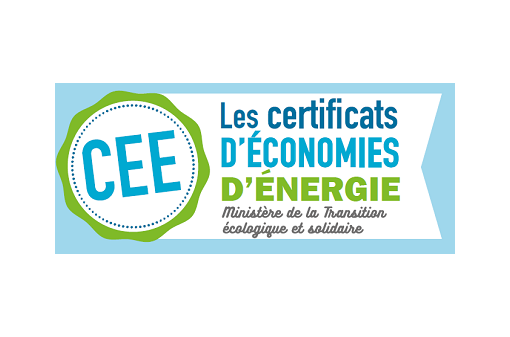 CEE
Les certificats
D'ÉCONOMIES
D'ÉNERGIE
Ministère de la Transition
écologique et solidaire